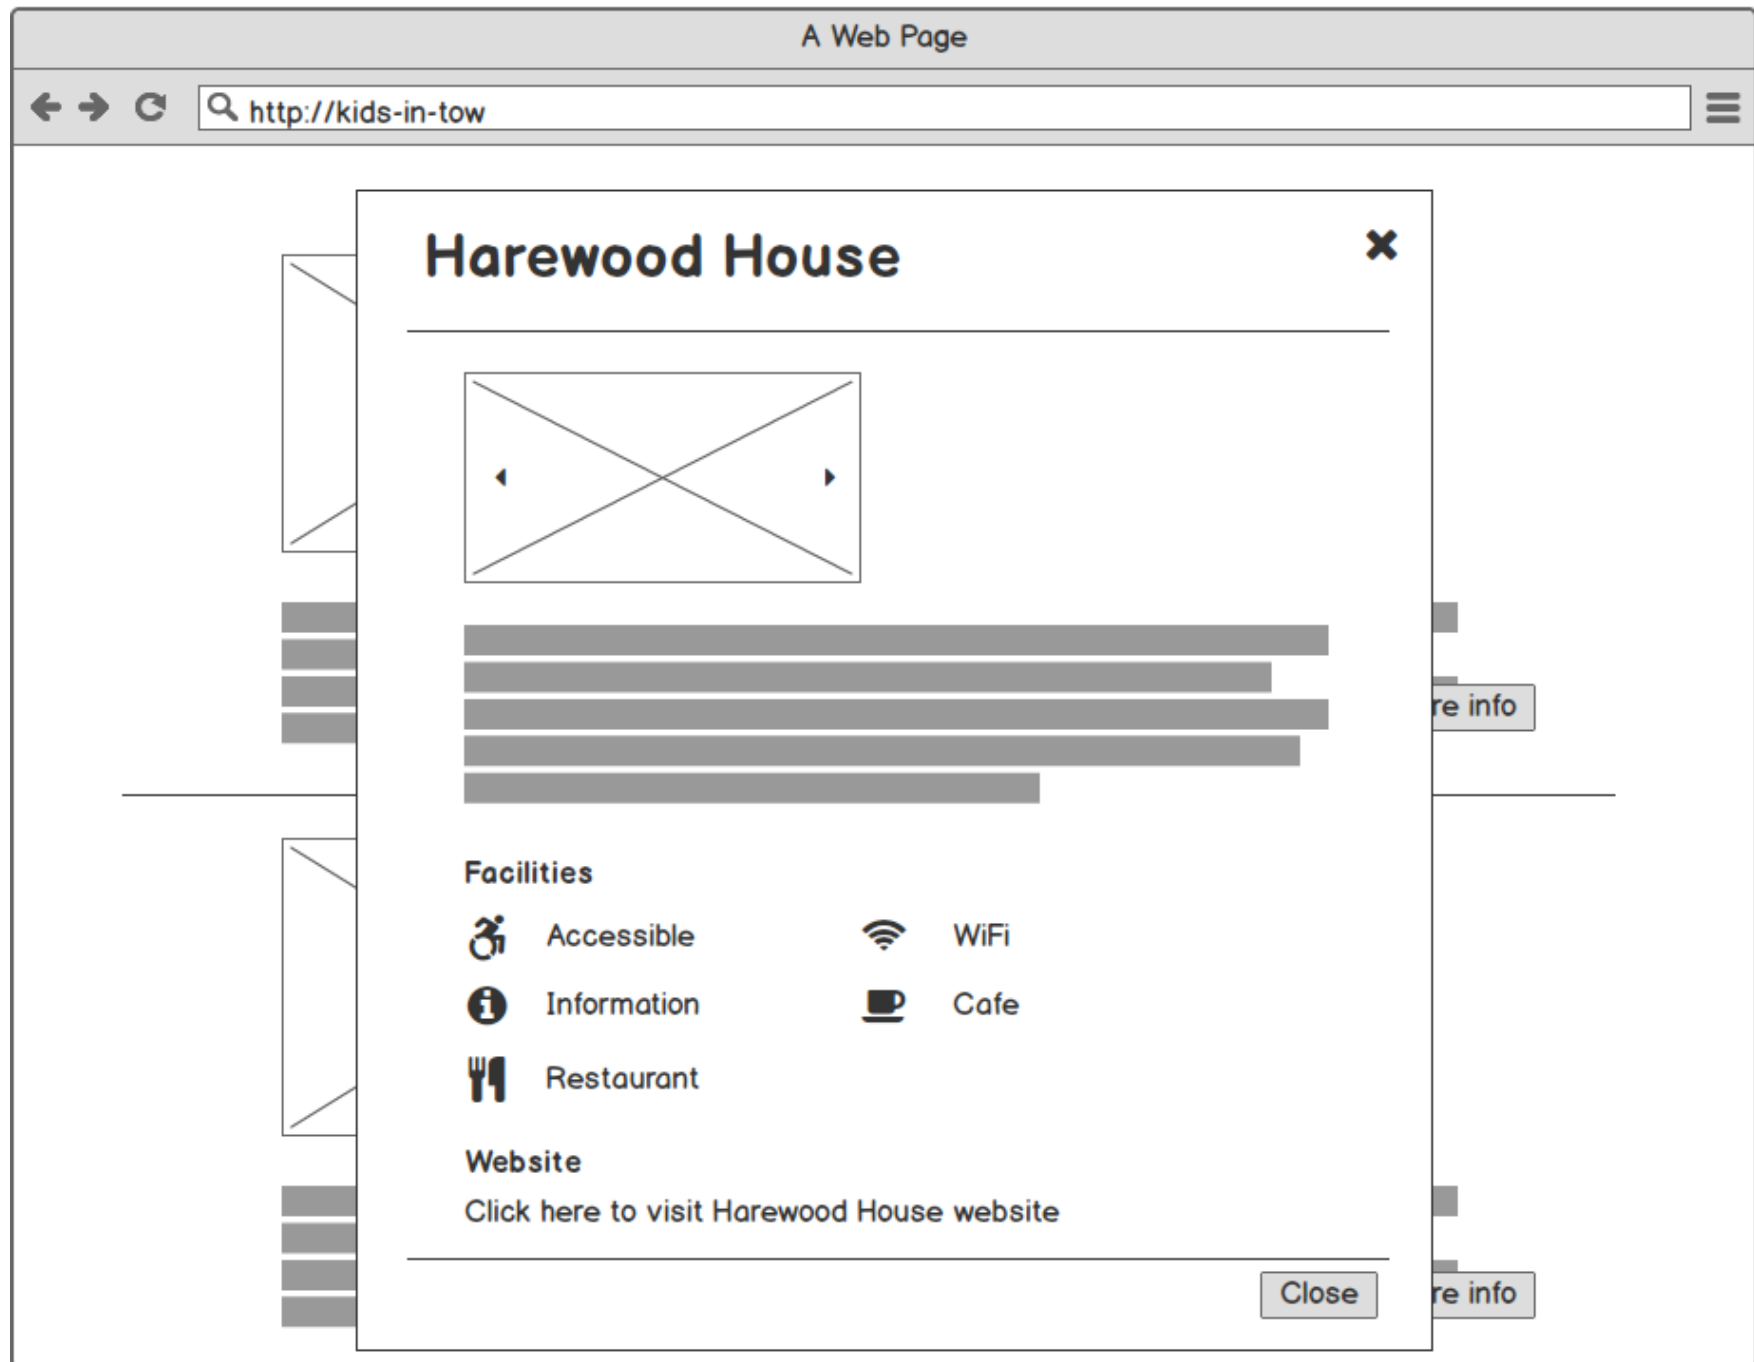 A Web Page
http://kids-in-tow
Harewood House
re info
Facilities
Accessible
WiFi
Information
Cafe
Restaurant
Website
Click here to visit Harewood House website
Close
re info